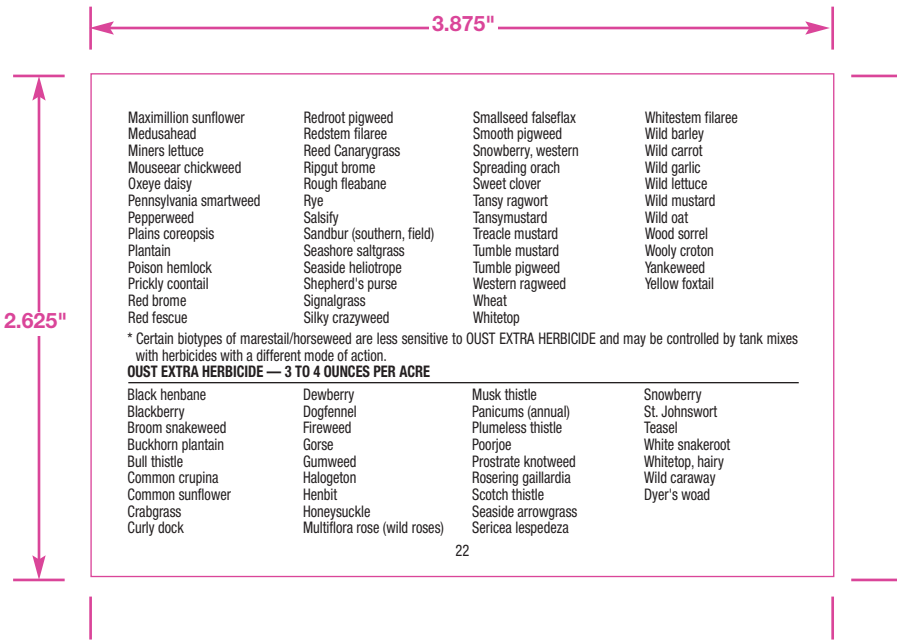 3.875"
2.625"
Maximillion sunflower
Medusahead
Miners lettuce
Mouseear chickweed
Oxeye daisy
Pennsylvania smartweed
Pepperweed
Plains coreopsis
Plantain
Poison hemlock
Prickly coontail
Red brome
Red fescue
Redroot pigweed
Redstem filaree
Reed Canarygrass
Ripgut brome
Rough fleabane
Rye
Salsify
Sandbur (southern, field)
Seashore saltgrass
Seaside heliotrope
Shepherd's purse
Signalgrass
Silky crazyweed
Smallseed falseflax
Smooth pigweed
Snowberry, western
Spreading orach
Sweet clover
Tansy ragwort
Tansymustard
Treacle mustard
Tumble mustard
Tumble pigweed
Western ragweed
Wheat
Whitetop
Whitestem filaree
Wild barley
Wild carrot
Wild garlic
Wild lettuce
Wild mustard
Wild oat
Wood sorrel
Wooly croton
Yankeweed
Yellow foxtail
* Certain biotypes of marestail/horseweed are less sensitive to OUST EXTRA HERBICIDE and may be controlled by tank mixes
with herbicides with a different mode of action.
OUST EXTRA HERBICIDE — 3 TO 4 OUNCES PER ACRE
Black henbane
Blackberry
Broom snakeweed
Buckhorn plantain
Bull thistle
Common crupina
Common sunflower
Crabgrass
Curly dock
Dewberry
Dogfennel
Fireweed
Gorse
Gumweed
Halogeton
Henbit
Honeysuckle
Multiflora rose (wild roses)
Musk thistle
Panicums (annual)
Plumeless thistle
Poorjoe
Prostrate knotweed
Rosering gaillardia
Scotch thistle
Seaside arrowgrass
Sericea lespedeza
Snowberry
St. Johnswort
Teasel
White snakeroot
Whitetop, hairy
Wild caraway
Dyer's woad
22